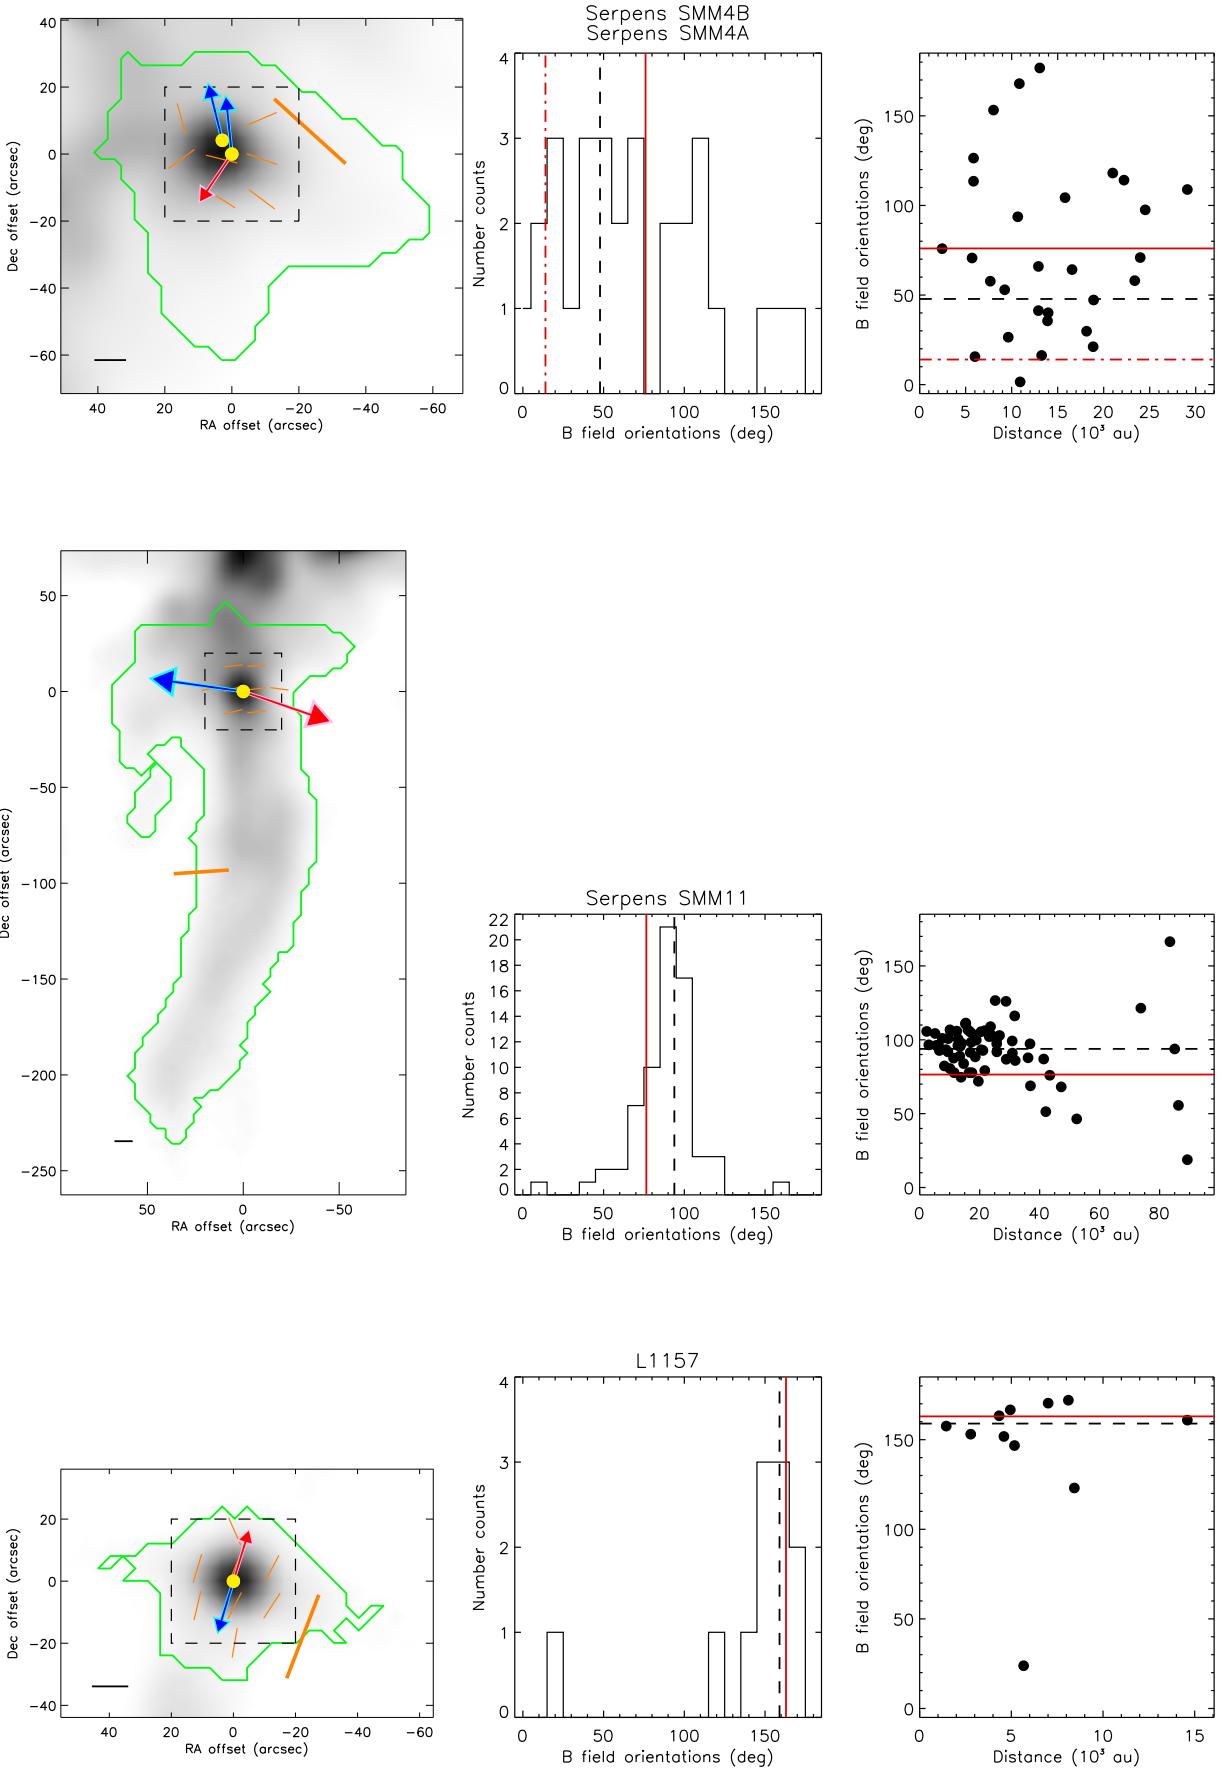 Serpens SMM4B
Serpens SMM4A
40
20
0
−20
−40
−60
Dec offset (arcsec)
40 20 0 −20 −40 −60
RA offset (arcsec)
4
3
2
1
0
Number counts
0 50 100 150
B field orientations (deg)
150
100
50
0
B field orientations (deg)
0 5 10 15 20 25 30
Distance (10³ au)
50
0
−50
−100
−150
−200
−250
Dec offset (arcsec)
50 0 −50
RA offset (arcsec)
Serpens SMM11
22
20
18
16
14
12
10
8
6
4
2
0
Number counts
0 50 100 150
B field orientations (deg)
150
100
50
0
B field orientations (deg)
0 20 40 60 80
Distance (10³ au)
L1157
20
0
−20
−40
Dec offset (arcsec)
40 20 0 −20 −40 −60
RA offset (arcsec)
4
3
2
1
0
Number counts
0 50 100 150
B field orientations (deg)
150
100
50
0
B field orientations (deg)
0 5 10 15
Distance (10³ au)